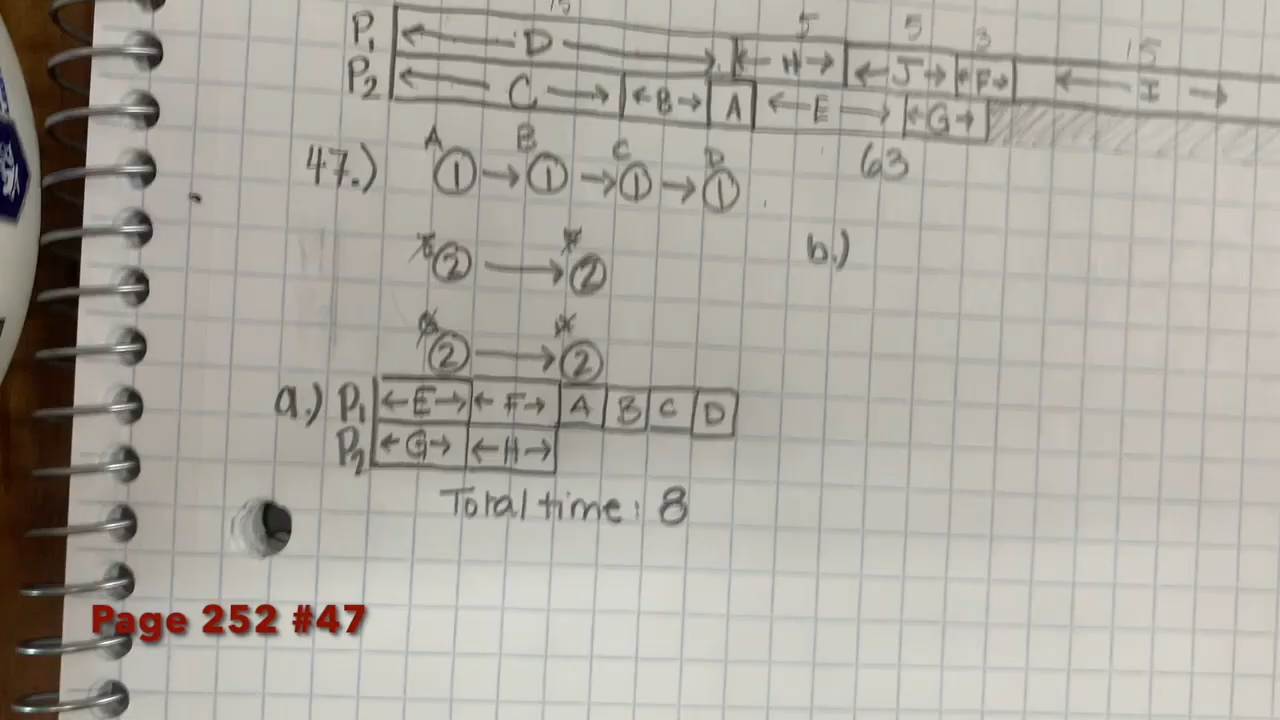 15 5 5 3 15
P1 D H J F I
P2 C B A E G
63
A B C D
47.) 1 → 1 → 1 → 1
2 → 2
b.)
2 → 2
a.) P1 E F A B C D
P2 G H
Total time: 8
Page 252 #47